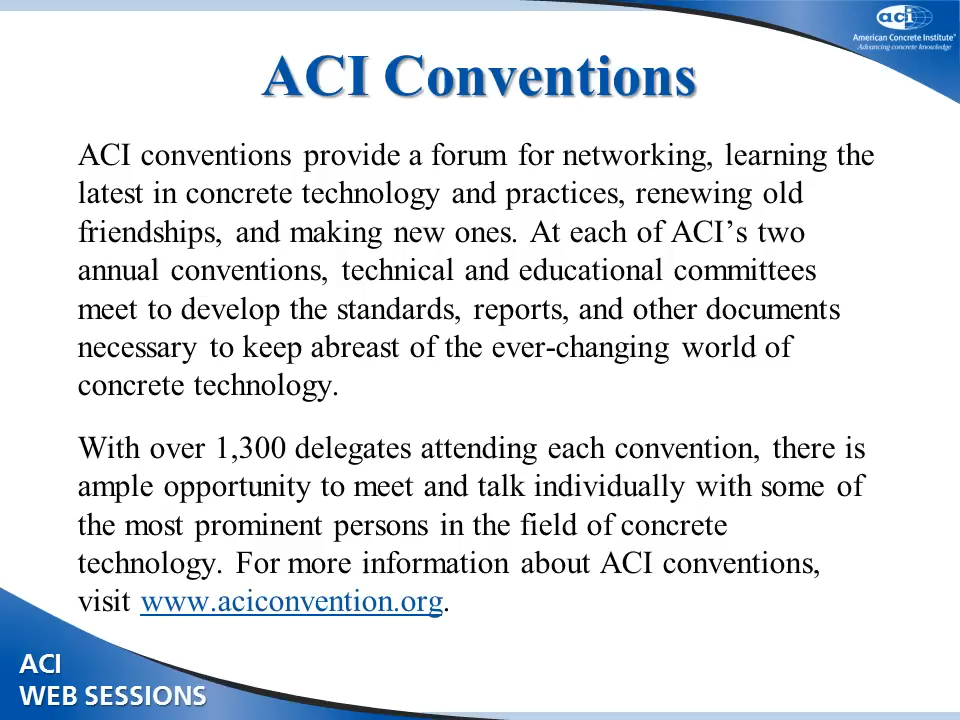 aci
American Concrete Institute®
Advancing concrete knowledge
ACI Conventions
ACI conventions provide a forum for networking, learning the
latest in concrete technology and practices, renewing old
friendships, and making new ones. At each of ACI’s two
annual conventions, technical and educational committees
meet to develop the standards, reports, and other documents
necessary to keep abreast of the ever-changing world of
concrete technology.
With over 1,300 delegates attending each convention, there is
ample opportunity to meet and talk individually with some of
the most prominent persons in the field of concrete
technology. For more information about ACI conventions,
visit www.aciconvention.org.
ACI
WEB SESSIONS